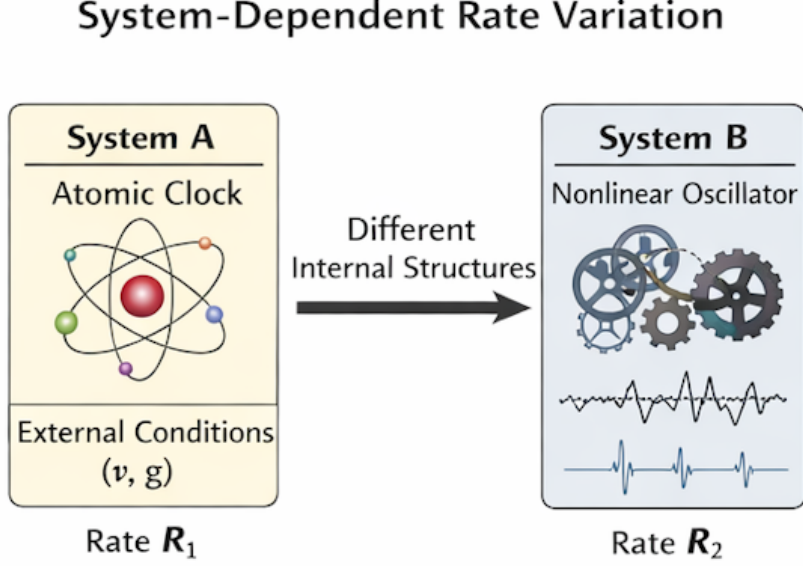 System-Dependent Rate Variation
System A
Atomic Clock
External Conditions
(v, g)
Rate R₁
Different
Internal Structures
System B
Nonlinear Oscillator
Rate R₂